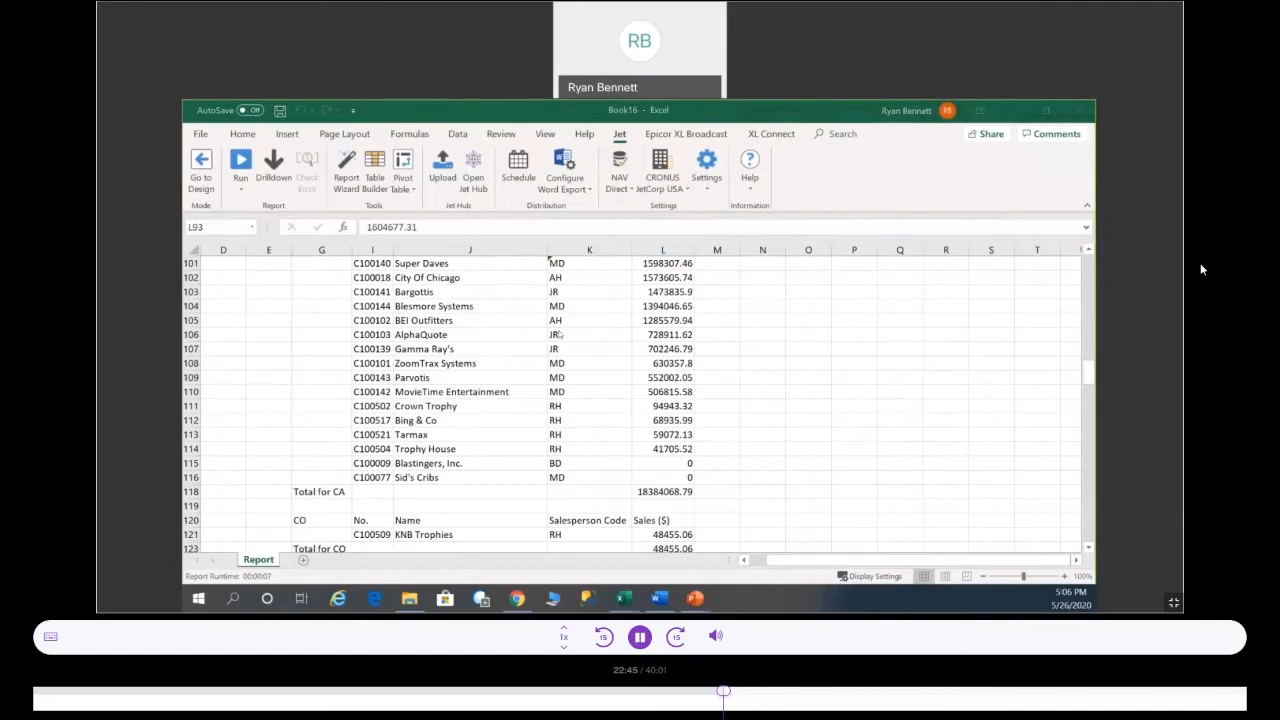 RB
Ryan Bennett
AutoSave Off
Book16 - Excel
Ryan Bennett RB
File Home Insert Page Layout Formulas Data Review View Help Jet Epicor XL Broadcast XL Connect Search Share Comments
Go to Design Run Drilldown Check Error Report Wizard Table Builder Pivot Table Upload Open Jet Hub Schedule Configure Word Export NAV Direct CRONUS JetCorp USA Settings Help
Mode Report Tools Jet Hub Distribution Settings Information
L93 fx 1604677.31
D E G I J K L M N O P Q R S T
101 C100140 Super Daves MD 1598307.46
102 C100018 City Of Chicago AH 1573605.74
103 C100141 Bargottis JR 1473835.9
104 C100144 Blesmore Systems MD 1394046.65
105 C100102 BEI Outfitters AH 1285579.94
106 C100103 AlphaQuote JR 728911.62
107 C100139 Gamma Ray's JR 702246.79
108 C100101 ZoomTrax Systems MD 630357.8
109 C100143 Parvotis MD 552002.05
110 C100142 MovieTime Entertainment MD 506815.58
111 C100502 Crown Trophy RH 94943.32
112 C100517 Bing & Co RH 68935.99
113 C100521 Tarmax RH 59072.13
114 C100504 Trophy House RH 41705.52
115 C100009 Blastingers, Inc. BD 0
116 C100077 Sid's Cribs MD 0
118 Total for CA 18384068.79
119
120 CO No. Name Salesperson Code Sales ($)
121 C100509 KNB Trophies RH 48455.06
123 Total for CO 48455.06
Report
Report Runtime: 00:00:07 Display Settings 100%
5:06 PM
5/26/2020
1x 15 15
22:45 / 40:01